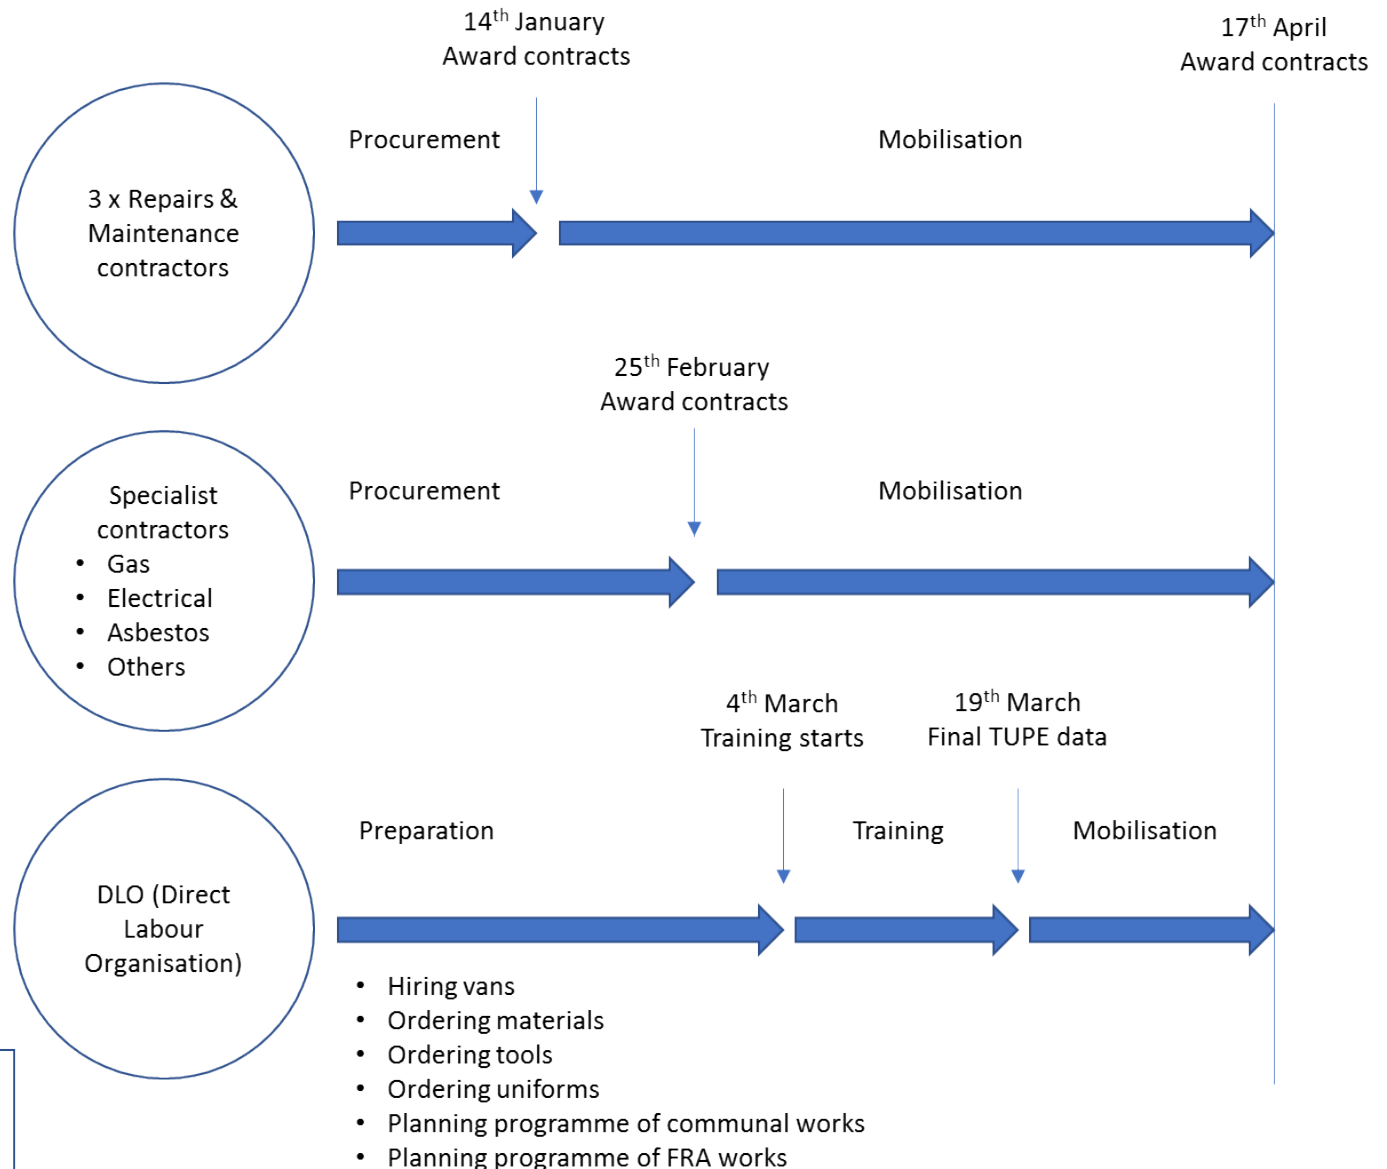 14th January
Award contracts
17th April
Award contracts
Procurement
Mobilisation
3 x Repairs &
Maintenance
contractors
25th February
Award contracts
Procurement
Mobilisation
Specialist
contractors
• Gas
• Electrical
• Asbestos
• Others
4th March
Training starts
19th March
Final TUPE data
Preparation
Training
Mobilisation
DLO (Direct
Labour
Organisation)
• Hiring vans
• Ordering materials
• Ordering tools
• Ordering uniforms
• Planning programme of communal works
• Planning programme of FRA works